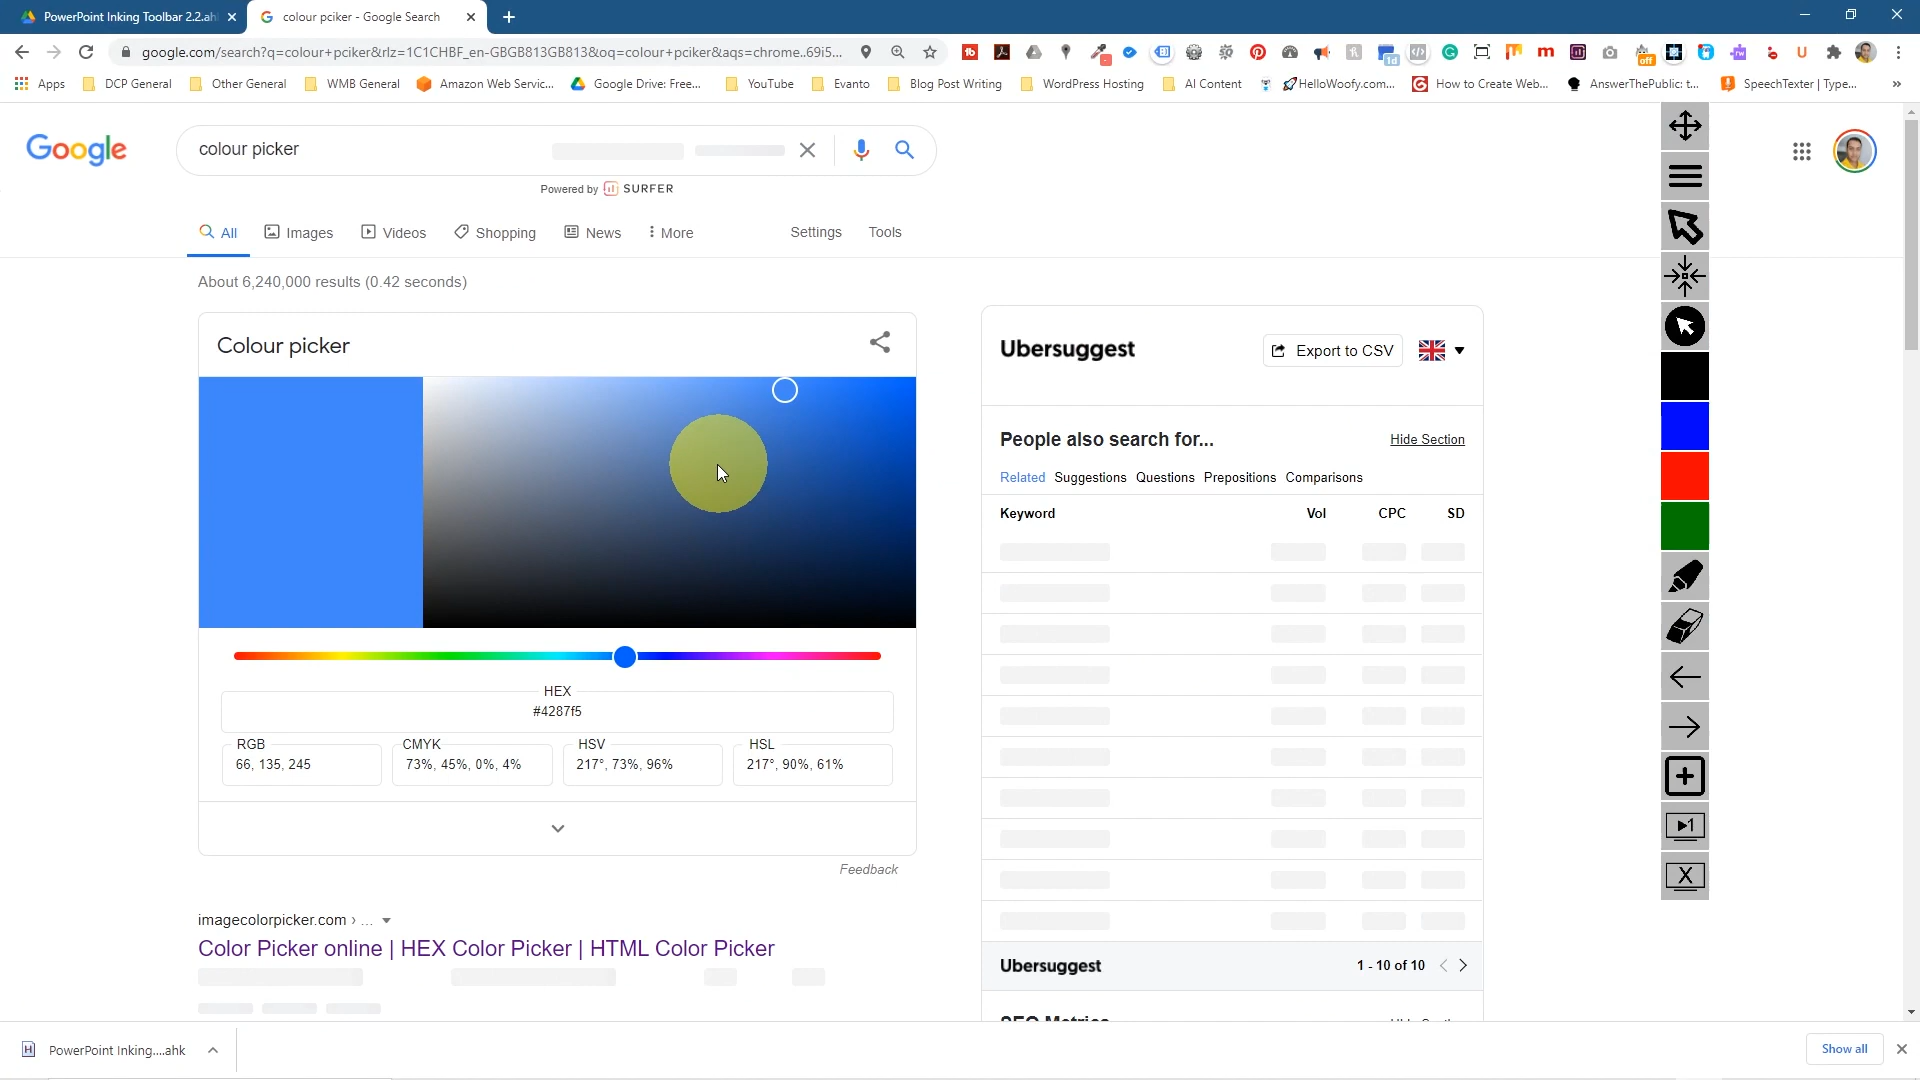 PowerPoint Inking Toolbar 2.2.ah
colour pciker - Google Search
google.com/search?q=colour+pciker&rlz=1C1CHBF_en-GBGB813GB813&oq=colour+pciker&aqs=chrome..69i5...
1d
off
Apps
DCP General
Other General
WMB General
Amazon Web Servic...
Google Drive: Free...
YouTube
Evanto
Blog Post Writing
WordPress Hosting
AI Content
HelloWoofy.com...
How to Create Web...
AnswerThePublic: t...
SpeechTexter | Type...
Google
colour picker
Powered by SURFER
All
Images
Videos
Shopping
News
More
Settings
Tools
About 6,240,000 results (0.42 seconds)
Colour picker
HEX
#4287f5
RGB
66, 135, 245
CMYK
73%, 45%, 0%, 4%
HSV
217°, 73%, 96%
HSL
217°, 90%, 61%
Feedback
imagecolorpicker.com › ...
Color Picker online | HEX Color Picker | HTML Color Picker
Ubersuggest
Export to CSV
People also search for...
Hide Section
Related Suggestions Questions Prepositions Comparisons
Keyword Vol CPC SD
Ubersuggest
1 - 10 of 10
SEO Metrics
1
X
PowerPoint Inking....ahk
Show all